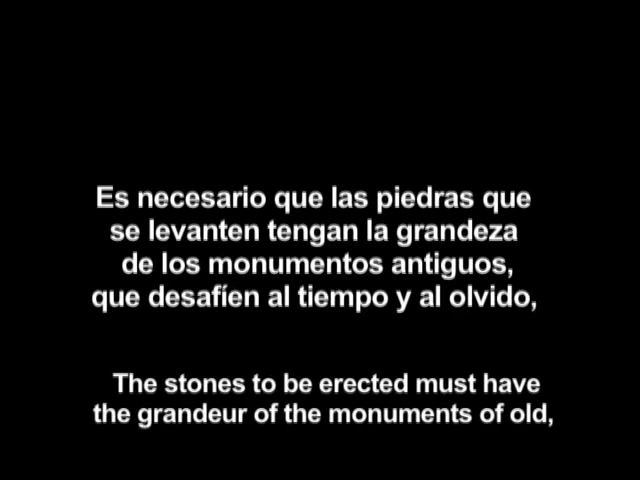 Es necesario que las piedras que
se levanten tengan la grandeza
de los monumentos antiguos,
que desafíen al tiempo y al olvido,
The stones to be erected must have
the grandeur of the monuments of old,